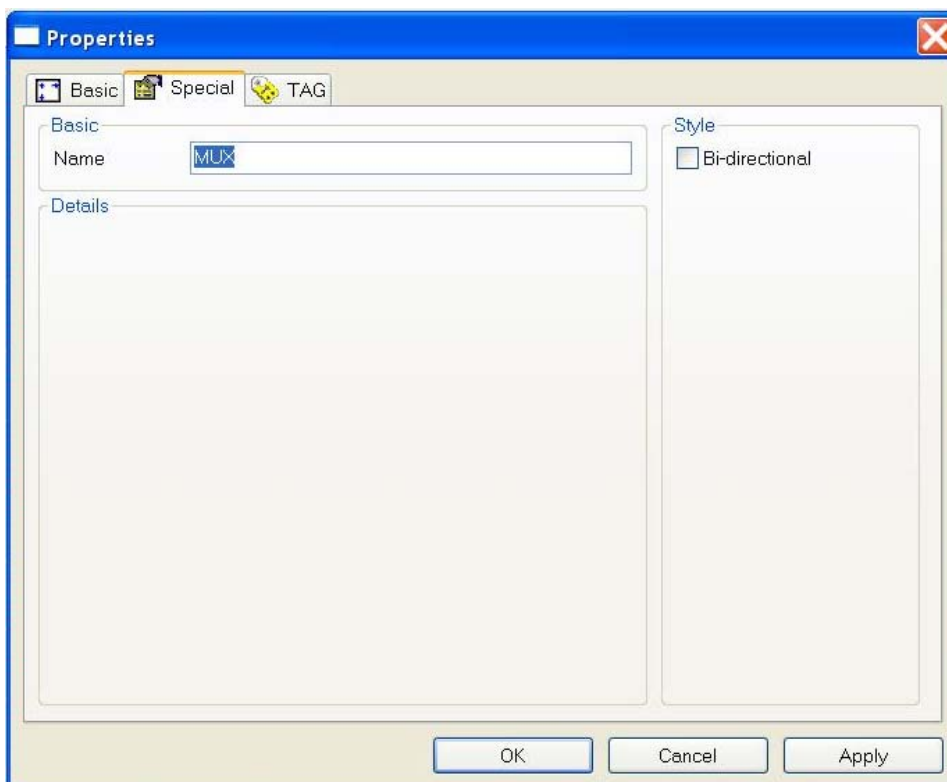 Properties
Basic Special TAG
Basic
Name MUX
Style
Bi-directional
Details
OK Cancel Apply